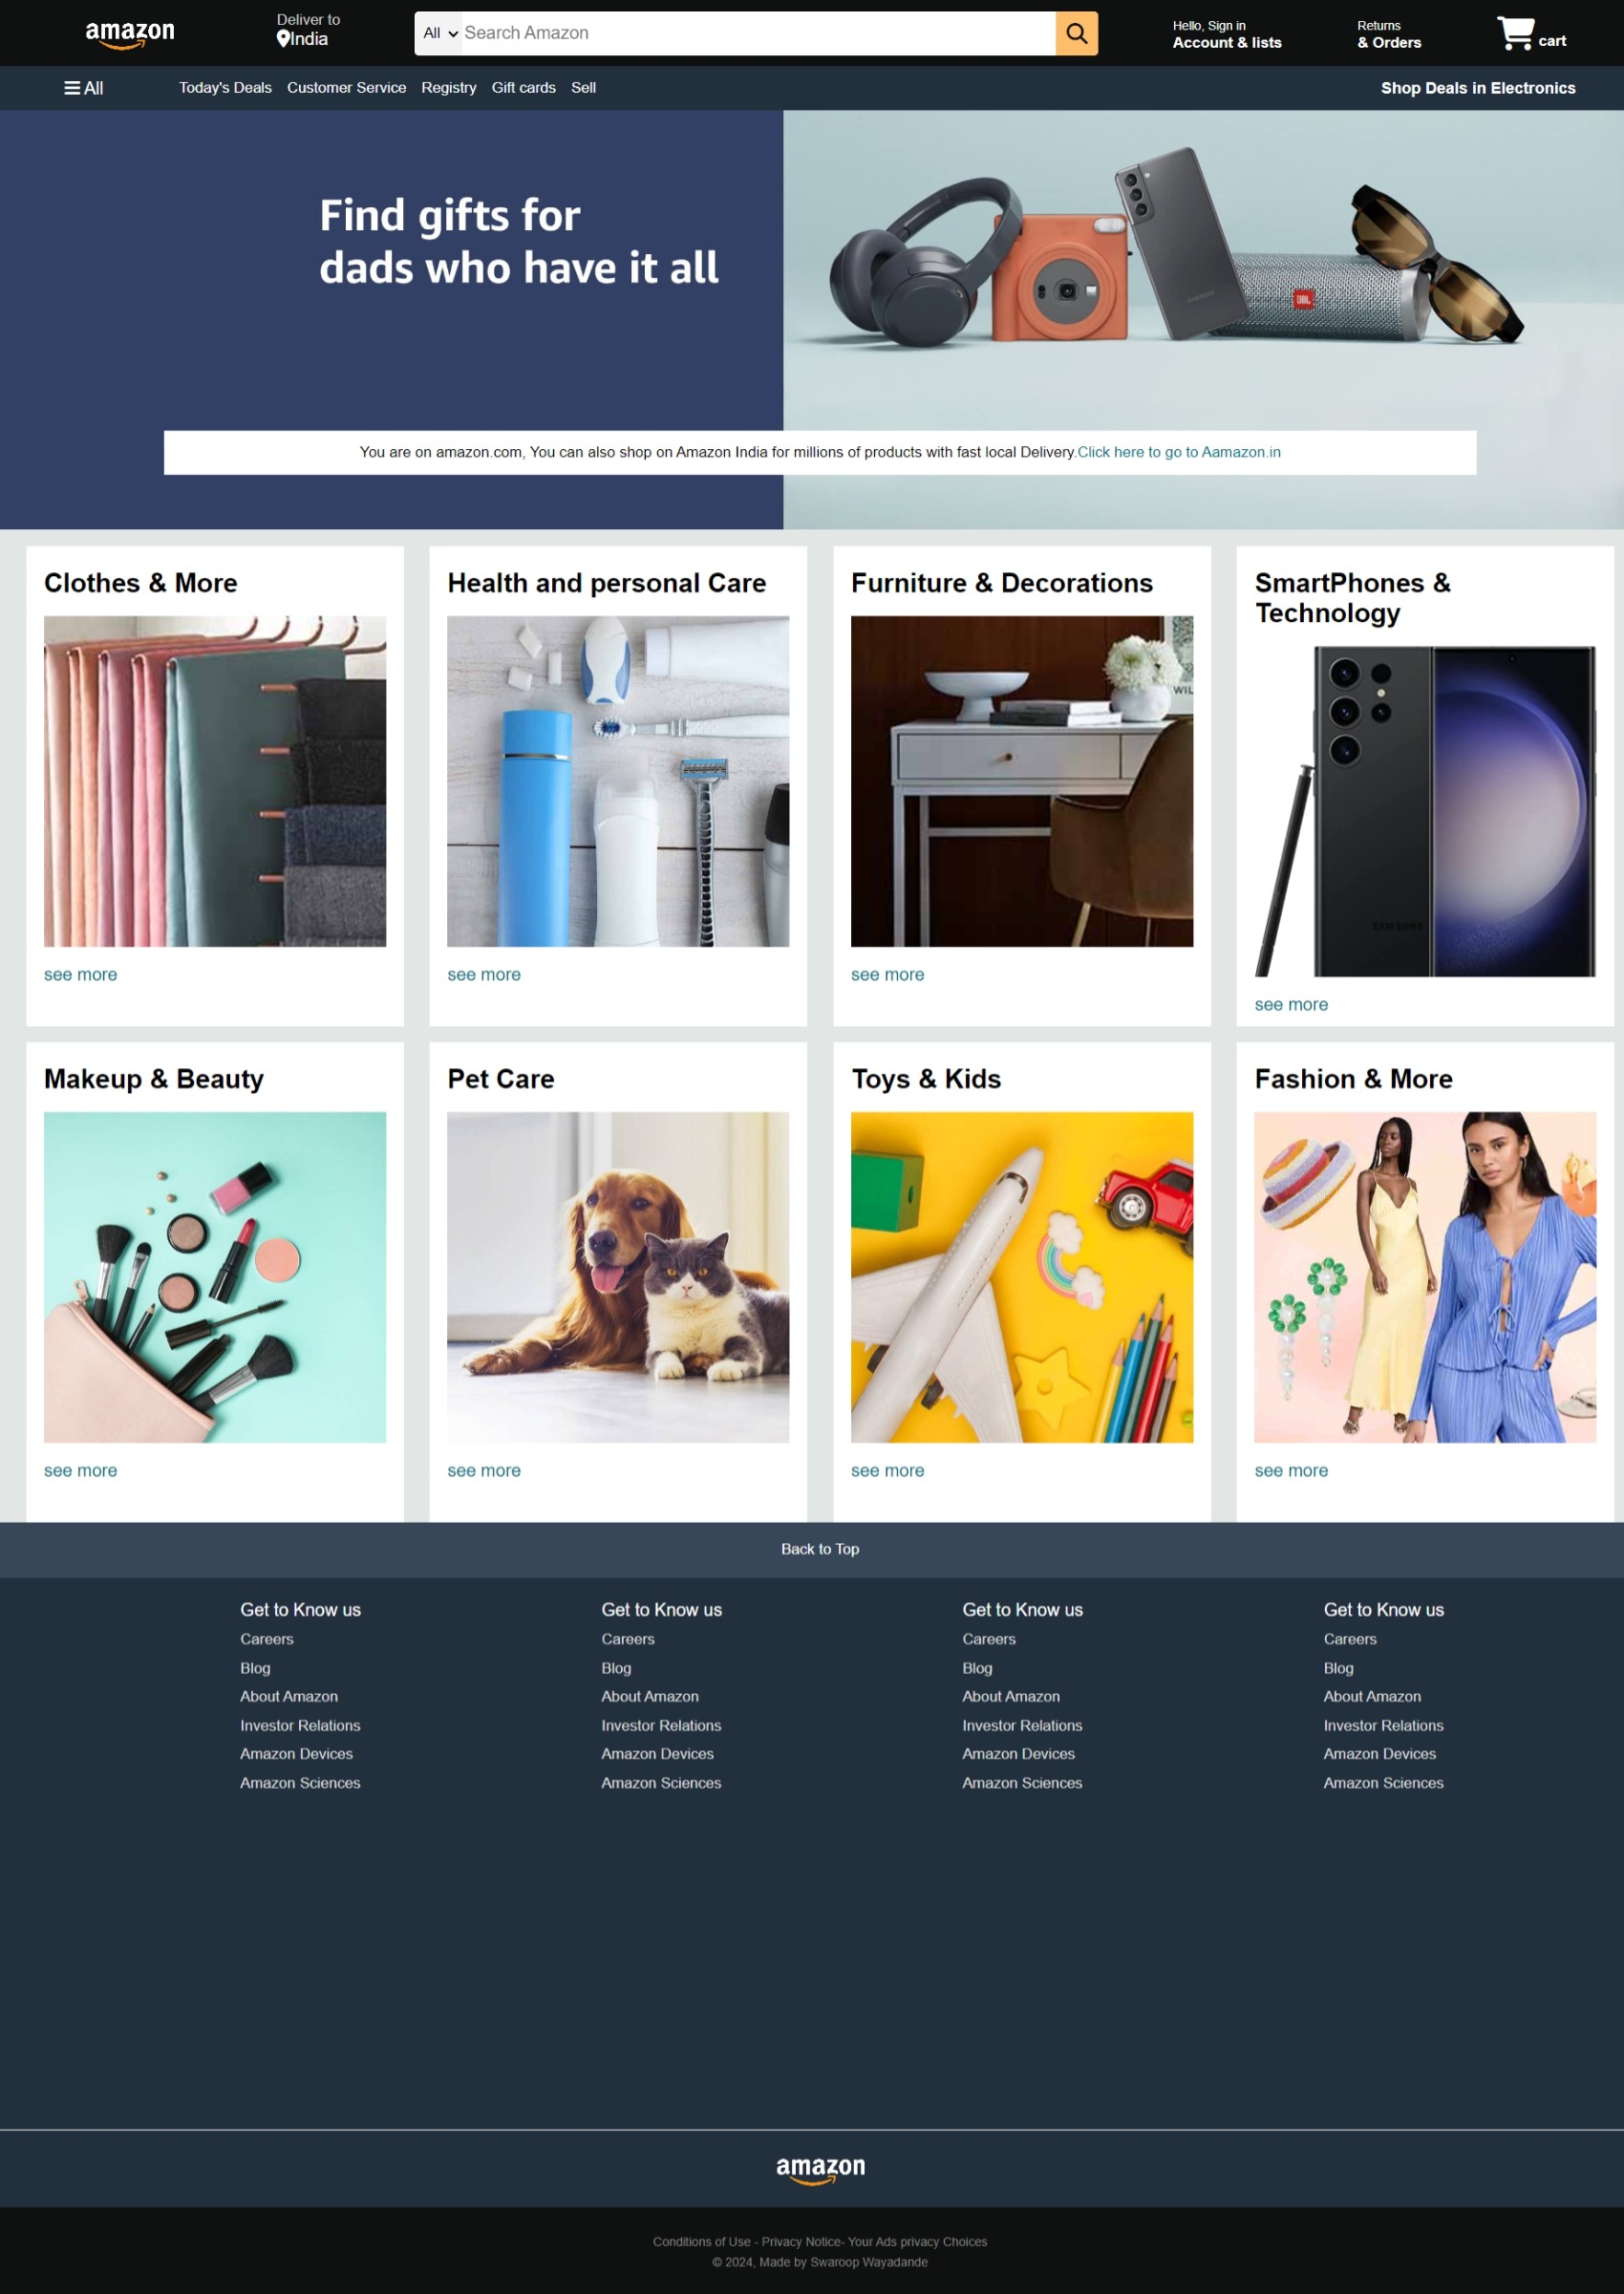 amazon
Deliver to
India
All
Search Amazon
Hello, Sign in
Account & lists
Returns
& Orders
cart
All
Today's Deals
Customer Service
Registry
Gift cards
Sell
Shop Deals in Electronics
Find gifts for
dads who have it all
SAMSUNG
JBL
You are on amazon.com, You can also shop on Amazon India for millions of products with fast local Delivery.Click here to go to Aamazon.in
Clothes & More
Health and personal Care
Furniture & Decorations
SmartPhones &
Technology
WIL
SAMSUNG
see more
see more
see more
see more
Makeup & Beauty
Pet Care
Toys & Kids
Fashion & More
see more
see more
see more
see more
Back to Top
Get to Know us
Careers
Blog
About Amazon
Investor Relations
Amazon Devices
Amazon Sciences
Get to Know us
Careers
Blog
About Amazon
Investor Relations
Amazon Devices
Amazon Sciences
Get to Know us
Careers
Blog
About Amazon
Investor Relations
Amazon Devices
Amazon Sciences
Get to Know us
Careers
Blog
About Amazon
Investor Relations
Amazon Devices
Amazon Sciences
amazon
Conditions of Use - Privacy Notice- Your Ads privacy Choices
© 2024, Made by Swaroop Wayadande